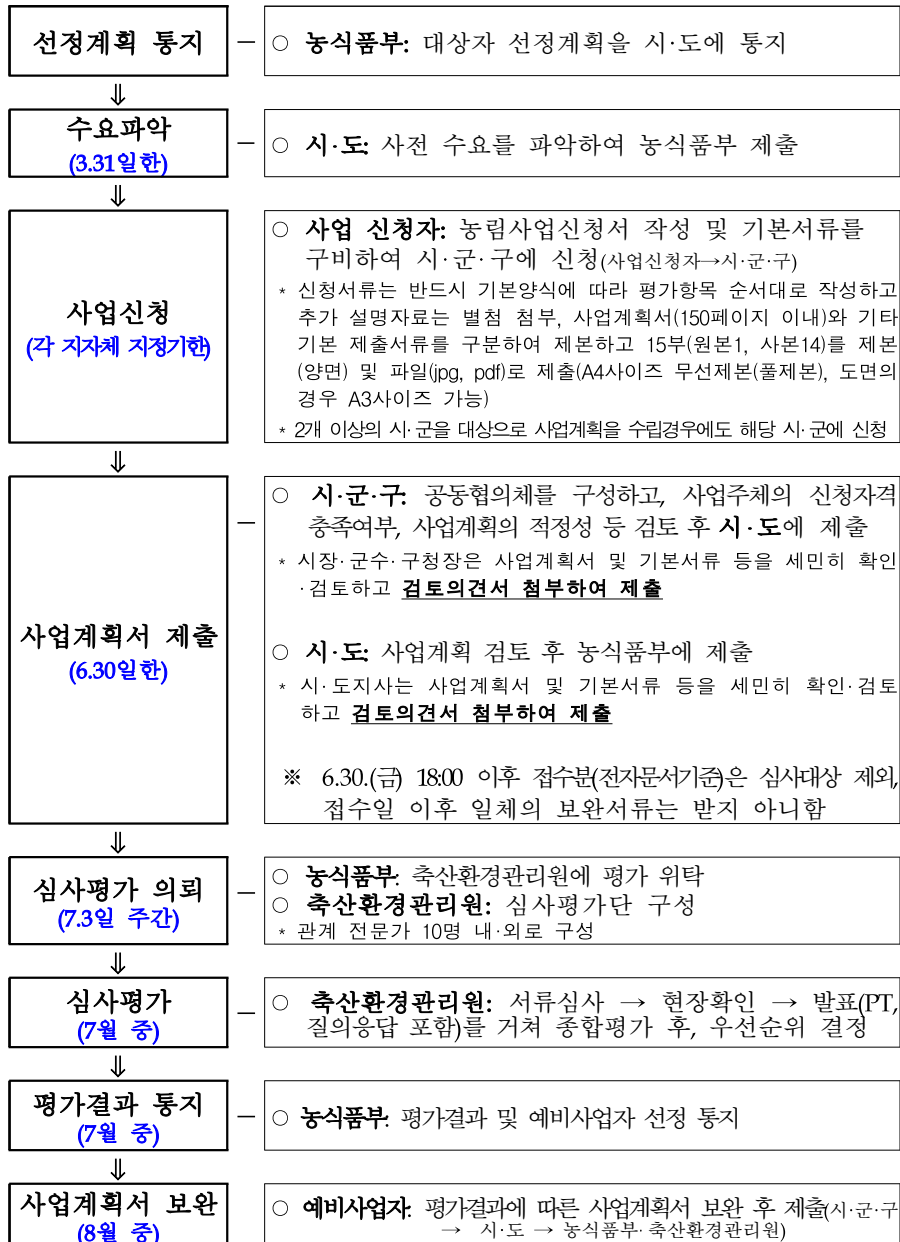 선정계획 통지 － ○ 농식품부: 대상자 선정계획을 시·도에 통지
⇓
수요파악
(3.31일한)
－ ○ 시·도: 사전 수요를 파악하여 농식품부 제출
⇓
사업신청
(각 지자체 지정기한)
○ 사업 신청자: 농림사업신청서 작성 및 기본서류를
구비하여 시·군·구에 신청(사업신청자→시·군·구)
* 신청서류는 반드시 기본양식에 따라 평가항목 순서대로 작성하고
추가 설명자료는 별첨 첨부, 사업계획서(150페이지 이내)와 기타
기본 제출서류를 구분하여 제본하고 15부(원본1, 사본14)를 제본
(양면) 및 파일(jpg, pdf)로 제출(A4사이즈 무선제본(풀제본), 도면의
경우 A3사이즈 가능)
* 2개 이상의 시·군을 대상으로 사업계획을 수립경우에도 해당 시·군에 신청
⇓
사업계획서 제출
(6.30일한)
－
○ 시·군·구: 공동협의체를 구성하고, 사업주체의 신청자격
충족여부, 사업계획의 적정성 등 검토 후 시·도에 제출
* 시장·군수·구청장은 사업계획서 및 기본서류 등을 세민히 확인
·검토하고 검토의견서 첨부하여 제출
○ 시·도: 사업계획 검토 후 농식품부에 제출
* 시·도지사는 사업계획서 및 기본서류 등을 세민히 확인·검토
하고 검토의견서 첨부하여 제출
※ 6.30.(금) 18:00 이후 접수분(전자문서기준)은 심사대상 제외,
접수일 이후 일체의 보완서류는 받지 아니함
⇓
심사평가 의뢰
(7.3일 주간)
－
○ 농식품부: 축산환경관리원에 평가 위탁
○ 축산환경관리원: 심사평가단 구성
* 관계 전문가 10명 내·외로 구성
⇓
심사평가
(7월 중)
－
○ 축산환경관리원: 서류심사 → 현장확인 → 발표(PT,
질의응답 포함)를 거쳐 종합평가 후, 우선순위 결정
⇓
평가결과 통지
(7월 중)
－ ○ 농식품부: 평가결과 및 예비사업자 선정 통지
⇓
사업계획서 보완
(8월 중)
○ 예비사업자: 평가결과에 따른 사업계획서 보완 후 제출(시·군·구
→ 시·도 → 농식품부·축산환경관리원)